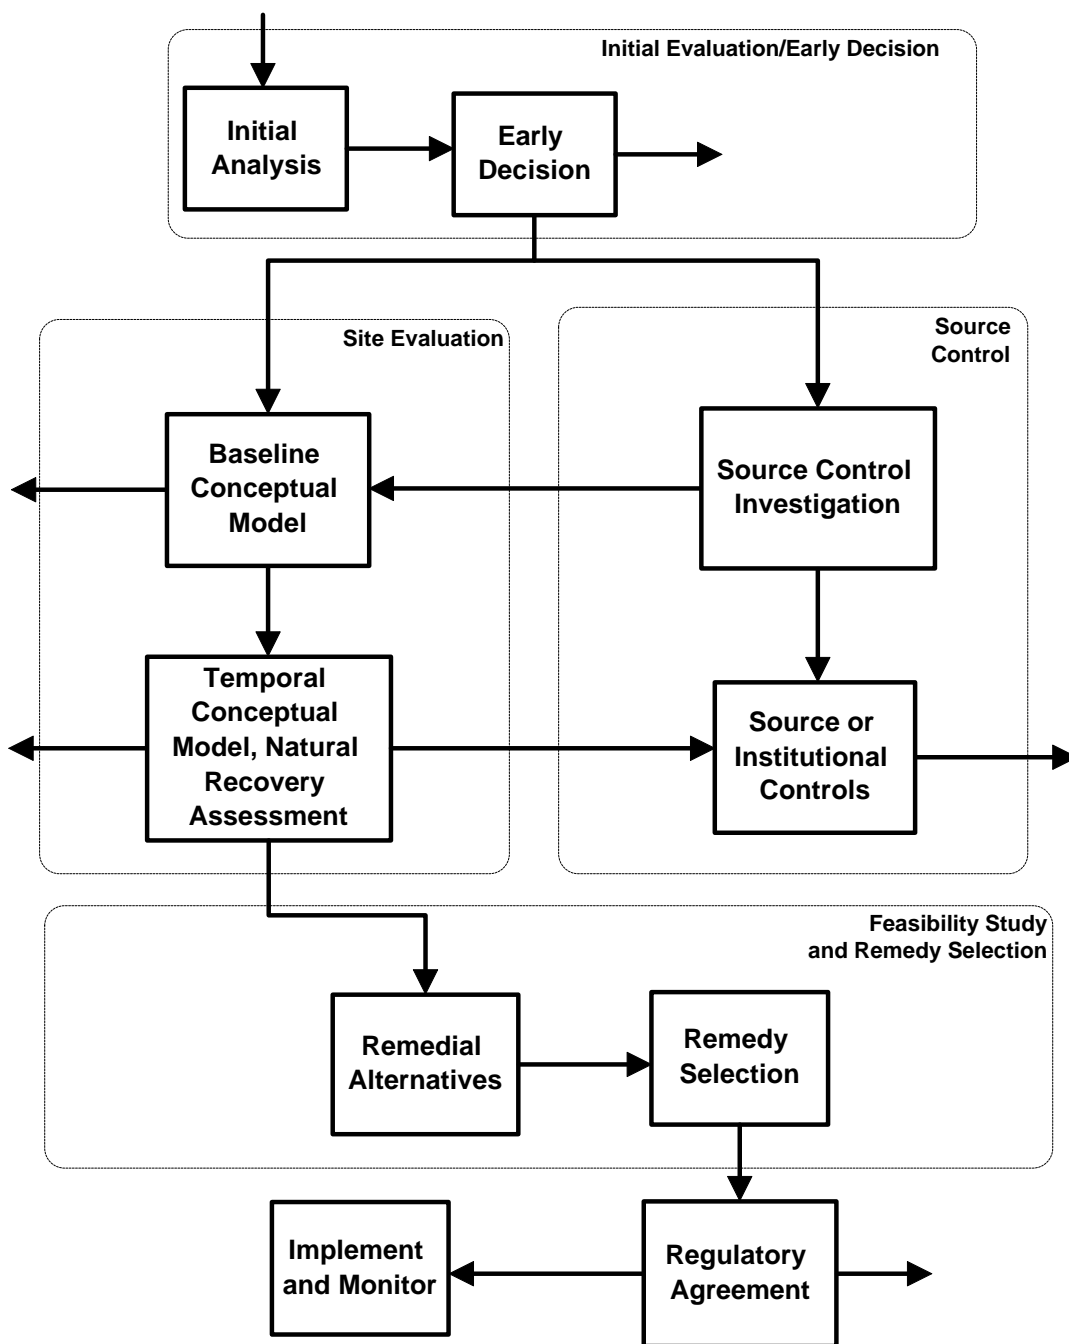 Initial Evaluation/Early Decision
Initial
Analysis
Early
Decision
Site Evaluation
Source
Control
Baseline
Conceptual
Model
Source Control
Investigation
Temporal
Conceptual
Model, Natural
Recovery
Assessment
Source or
Institutional
Controls
Feasibility Study
and Remedy Selection
Remedial
Alternatives
Remedy
Selection
Implement
and Monitor
Regulatory
Agreement